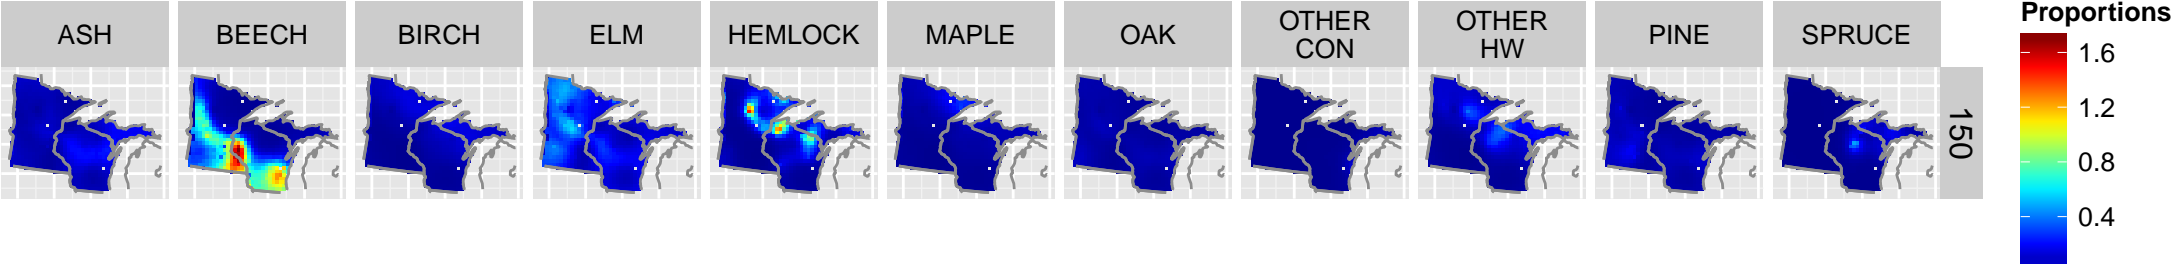 ASH
BEECH
BIRCH
ELM
HEMLOCK
MAPLE
OAK
OTHER
CON
OTHER
HW
PINE
SPRUCE
150
Proportions
1.6
1.2
0.8
0.4